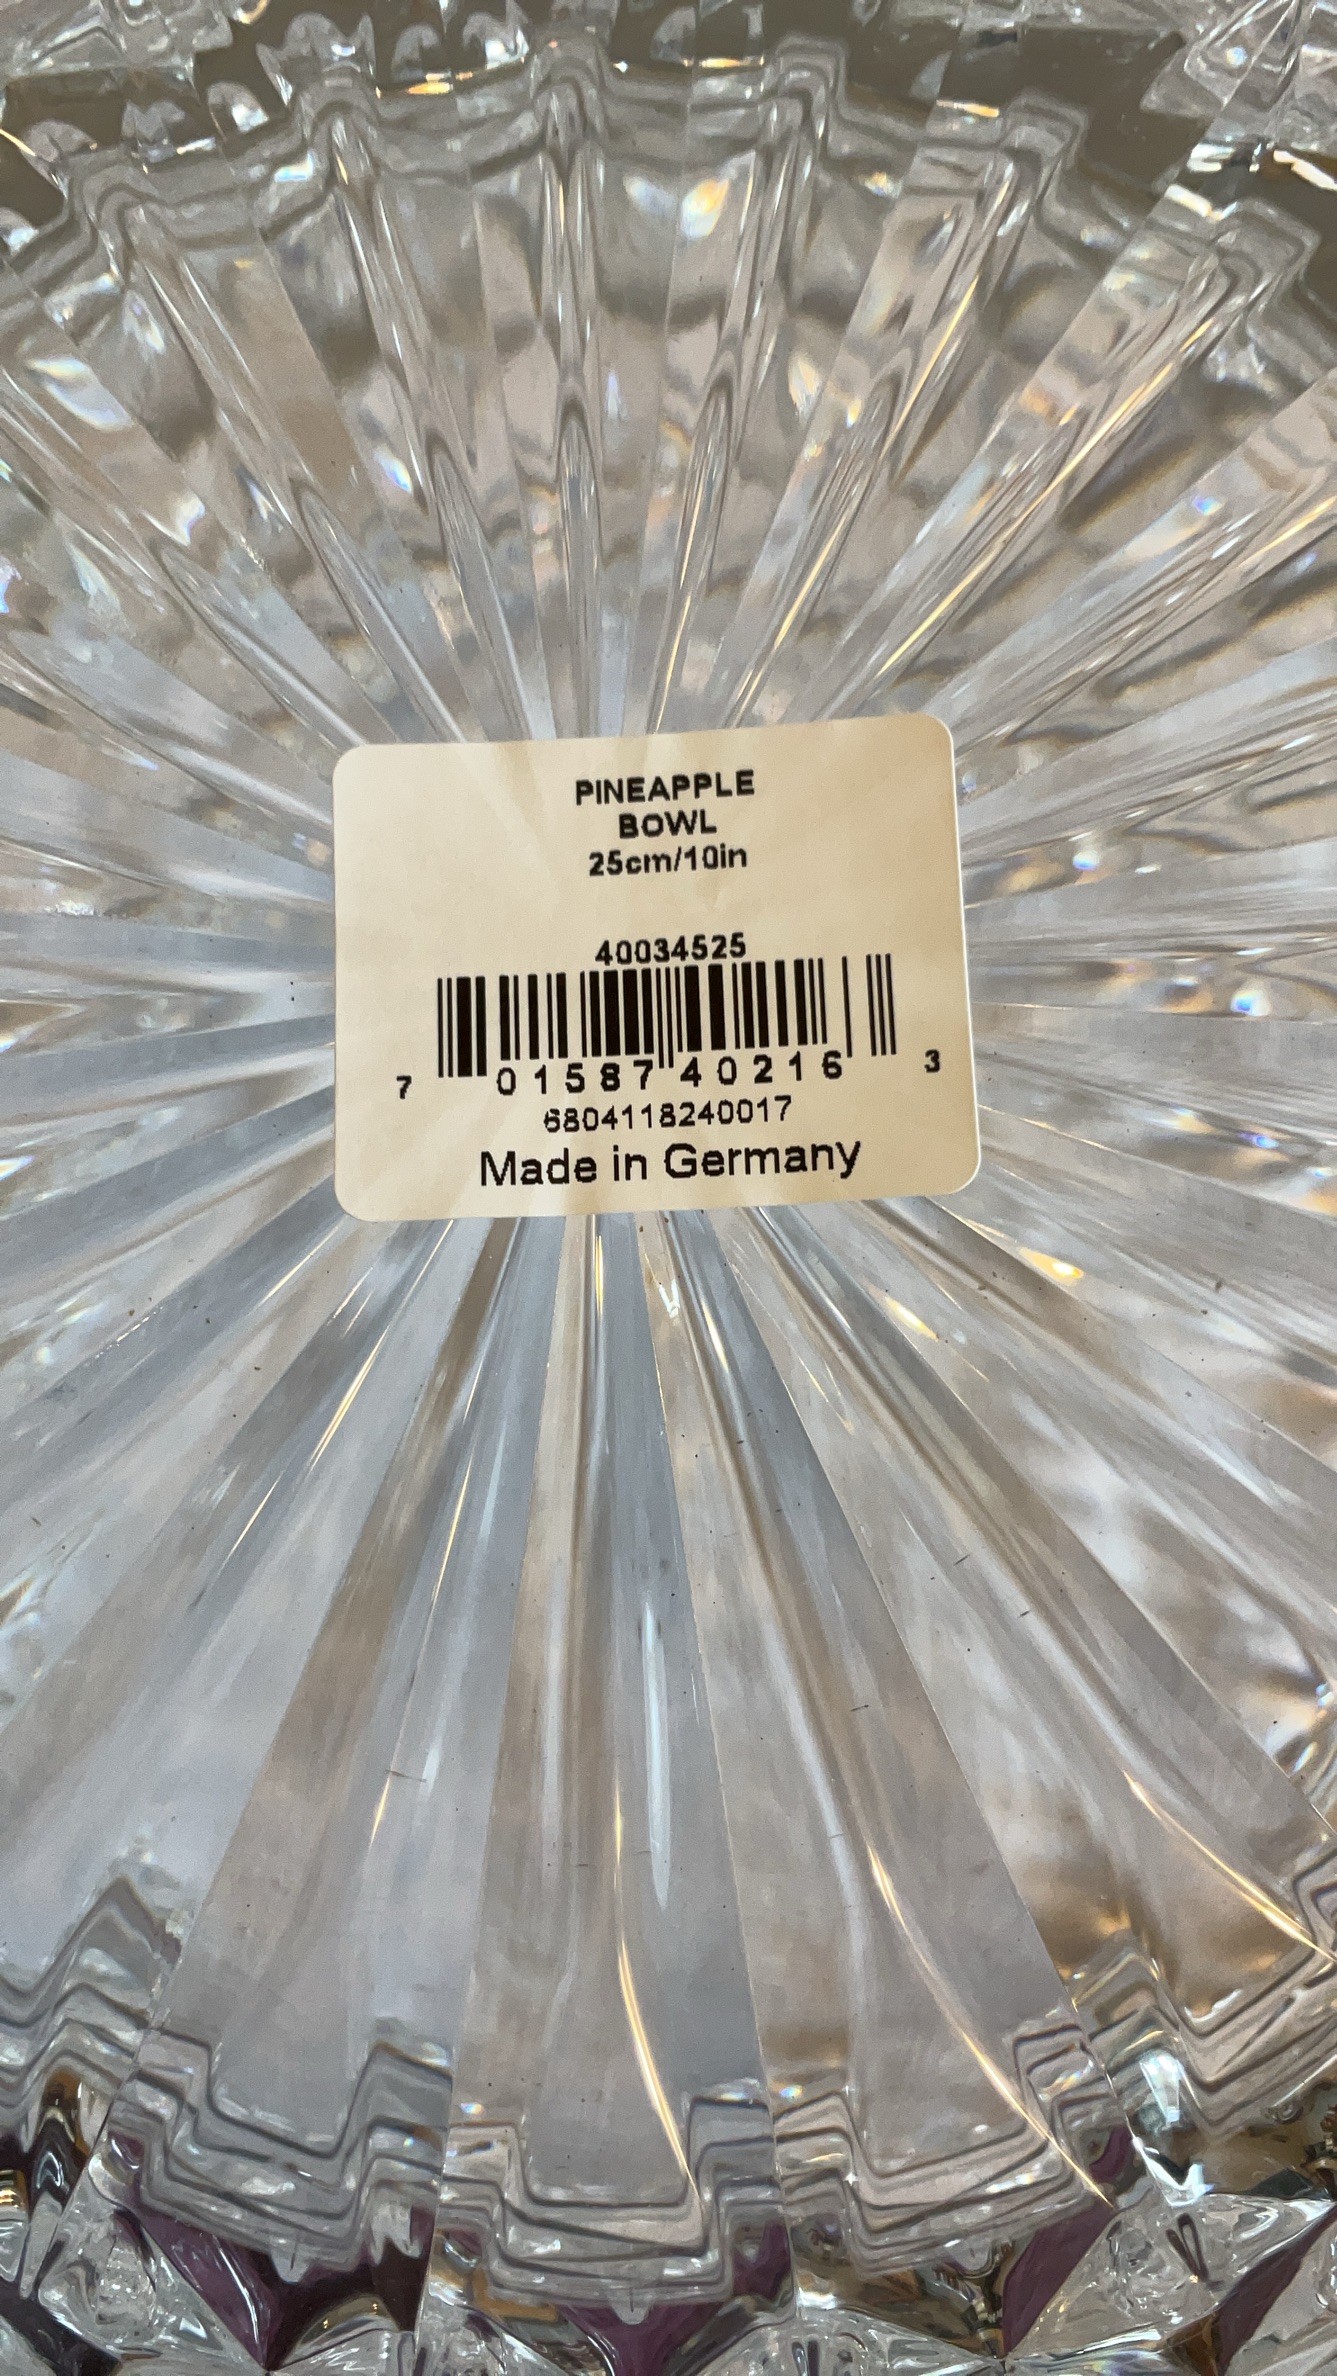 PINEAPPLE
BOWL
25cm/10in
40034525
7 01587 40216 3
6804118240017
Made in Germany